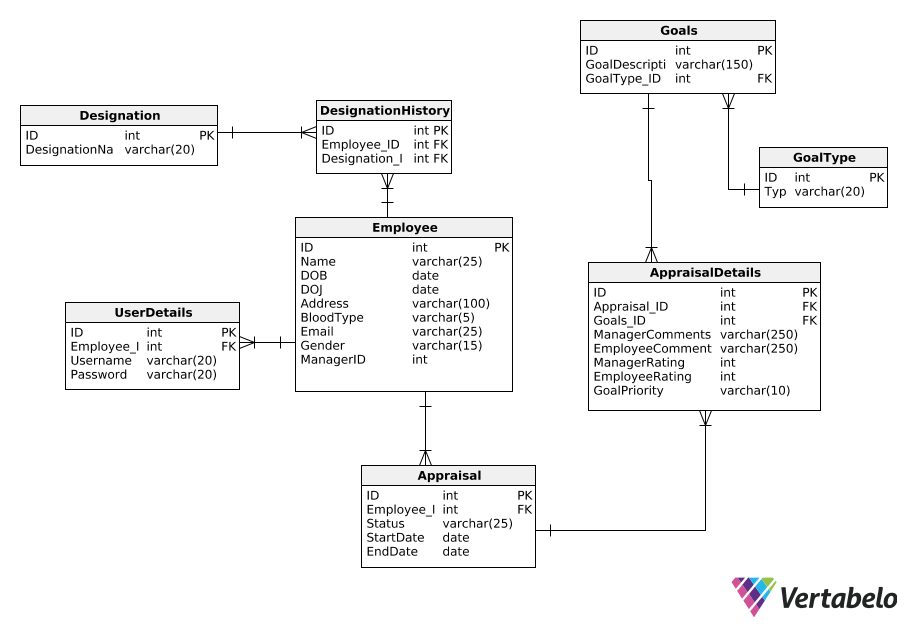 Goals
ID int PK
GoalDescripti varchar(150)
GoalType_ID int FK
Designation
ID int PK
DesignationNa varchar(20)
DesignationHistory
ID int PK
Employee_ID int FK
Designation_I int FK
GoalType
ID int PK
Typ varchar(20)
Employee
ID int PK
Name varchar(25)
DOB date
DOJ date
Address varchar(100)
BloodType varchar(5)
Email varchar(25)
Gender varchar(15)
ManagerID int
AppraisalDetails
ID int PK
Appraisal_ID int FK
Goals_ID int FK
ManagerComments varchar(250)
EmployeeComment varchar(250)
ManagerRating int
EmployeeRating int
GoalPriority varchar(10)
UserDetails
ID int PK
Employee_I int FK
Username varchar(20)
Password varchar(20)
Appraisal
ID int PK
Employee_I int FK
Status varchar(25)
StartDate date
EndDate date
Vertabelo